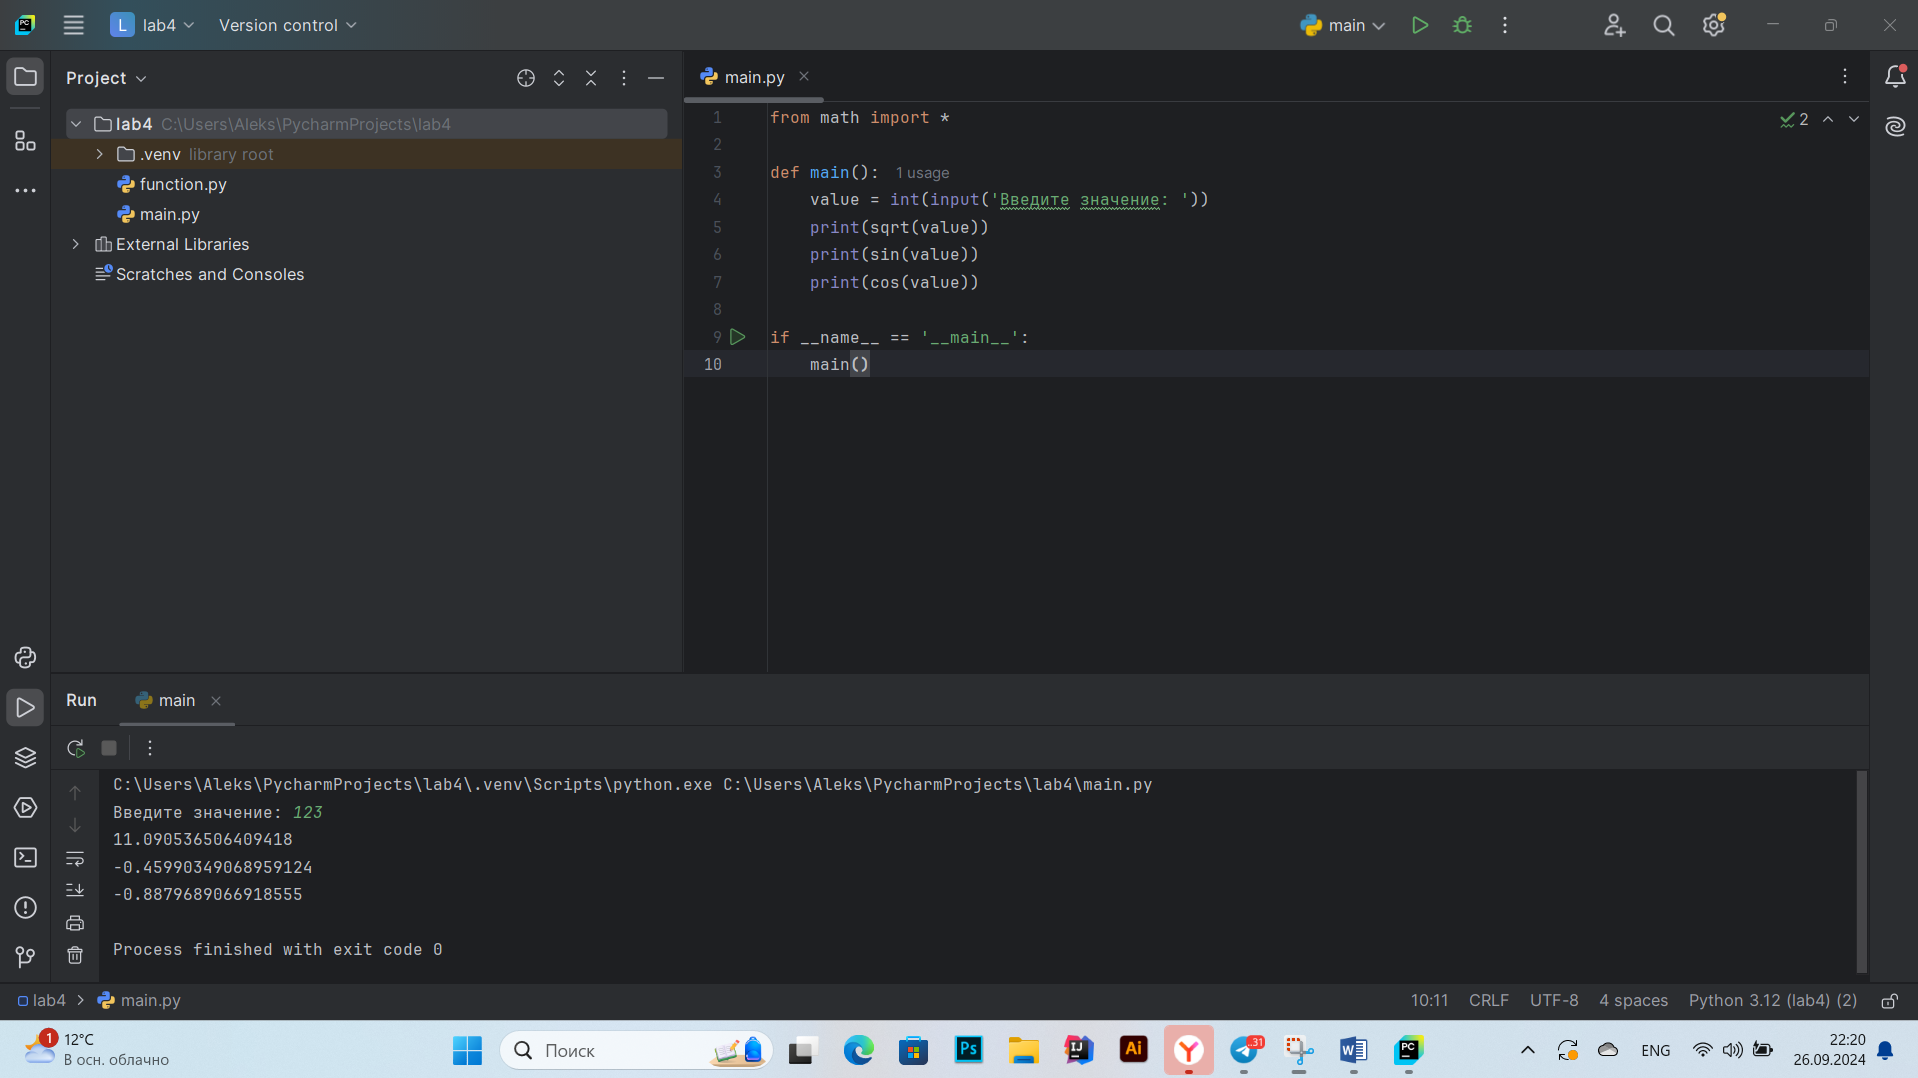 PC
L lab4 Version control
main
Project
main.py
lab4 C:\Users\Aleks\PycharmProjects\lab4
.venv library root
function.py
main.py
External Libraries
Scratches and Consoles
1 from math import *
2
3 def main(): 1 usage
4 value = int(input('Введите значение: '))
5 print(sqrt(value))
6 print(sin(value))
7 print(cos(value))
8
9 if __name__ == '__main__':
10 main()
2
Run main
C:\Users\Aleks\PycharmProjects\lab4\.venv\Scripts\python.exe C:\Users\Aleks\PycharmProjects\lab4\main.py
Введите значение: 123
11.090536506409418
-0.45990349068959124
-0.8879689066918555
Process finished with exit code 0
lab4 main.py
10:11 CRLF UTF-8 4 spaces Python 3.12 (lab4) (2)
1
12°C
В осн. облачно
Поиск
Ps
IJ
Ai
Y
..31
W
PC
ENG
22:20
26.09.2024